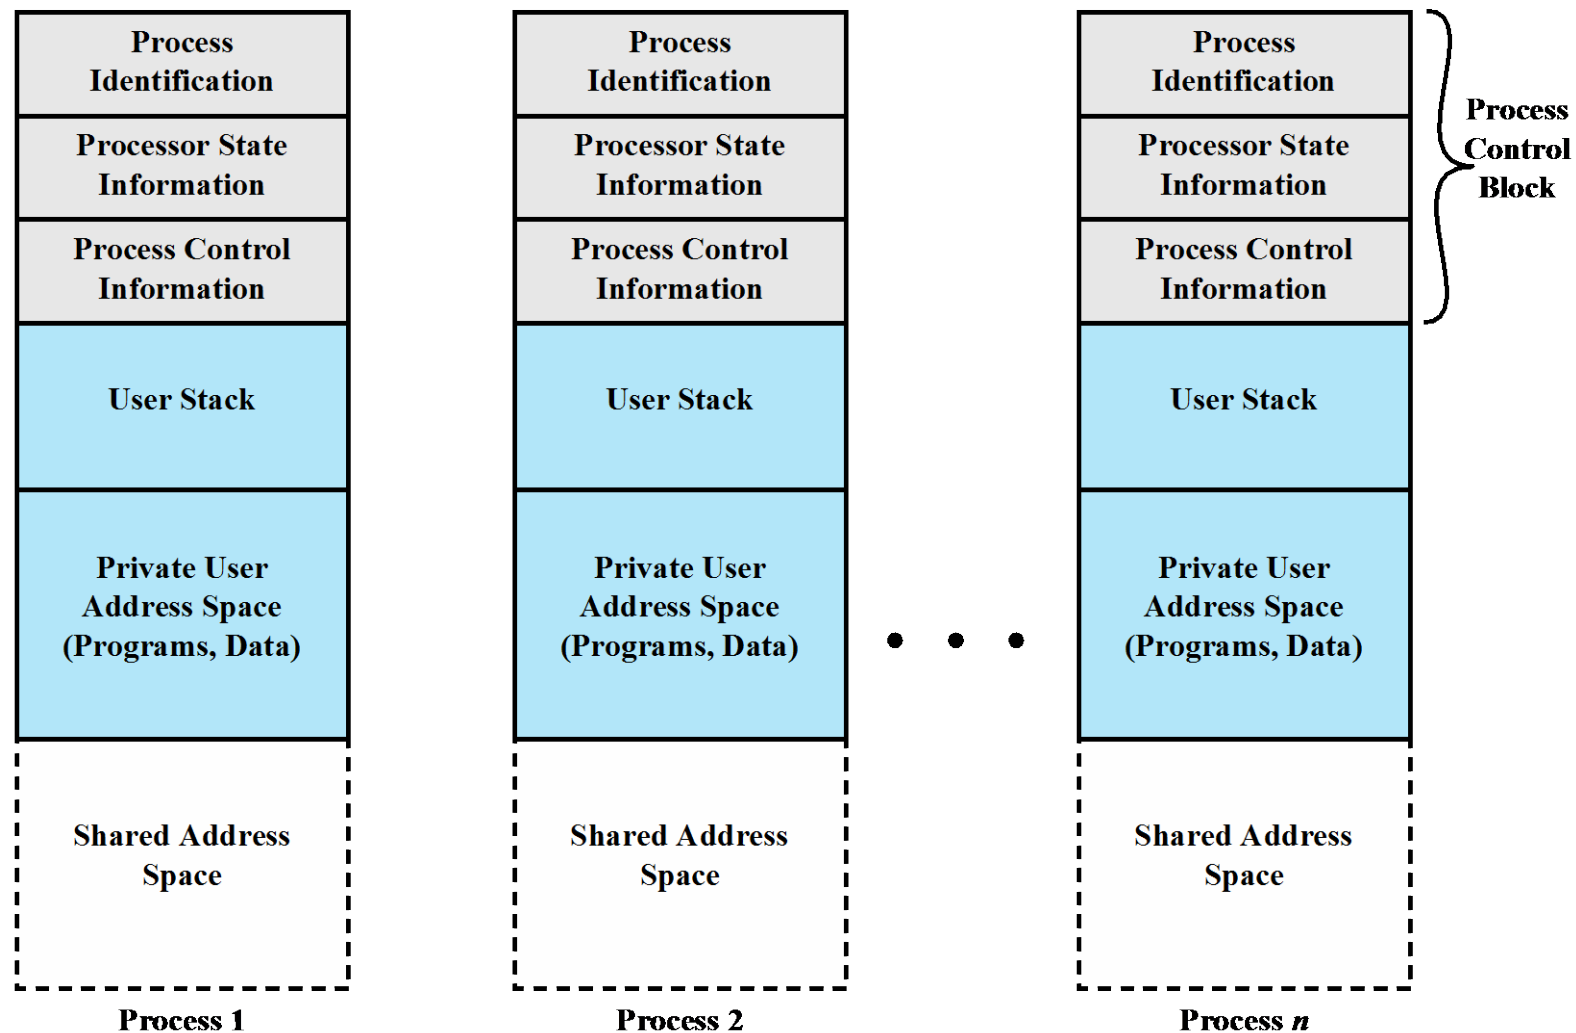 Process
Identification
Processor State
Information
Process Control
Information
User Stack
Private User
Address Space
(Programs, Data)
Shared Address
Space
Process 1
Process
Identification
Processor State
Information
Process Control
Information
User Stack
Private User
Address Space
(Programs, Data)
Shared Address
Space
Process 2
• • •
Process
Identification
Processor State
Information
Process Control
Information
User Stack
Private User
Address Space
(Programs, Data)
Shared Address
Space
Process n
Process
Control
Block